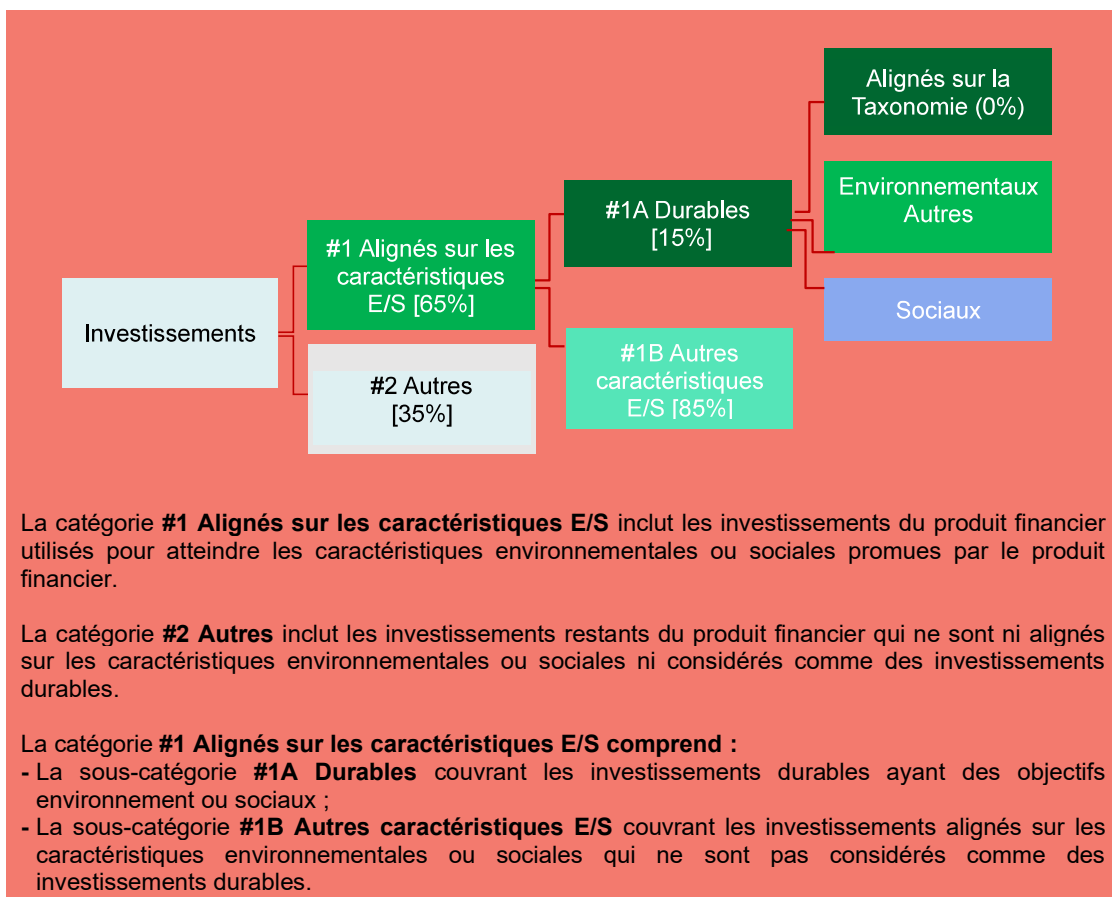 Alignés sur la
Taxonomie (0%)
Environnementaux
Autres
#1A Durables
[15%]
#1 Alignés sur les
caractéristiques
E/S [65%]
Sociaux
Investissements
#1B Autres
caractéristiques
E/S [85%]
#2 Autres
[35%]
La catégorie #1 Alignés sur les caractéristiques E/S inclut les investissements du produit financier
utilisés pour atteindre les caractéristiques environnementales ou sociales promues par le produit
financier.
La catégorie #2 Autres inclut les investissements restants du produit financier qui ne sont ni alignés
sur les caractéristiques environnementales ou sociales ni considérés comme des investissements
durables.
La catégorie #1 Alignés sur les caractéristiques E/S comprend :
- La sous-catégorie #1A Durables couvrant les investissements durables ayant des objectifs
environnement ou sociaux ;
- La sous-catégorie #1B Autres caractéristiques E/S couvrant les investissements alignés sur les
caractéristiques environnementales ou sociales qui ne sont pas considérés comme des
investissements durables.